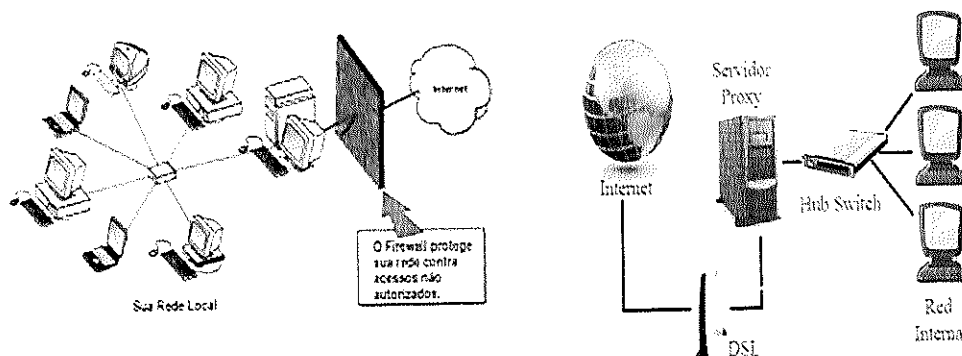 Internet
O Firewall protege
sua rede contra
acessos não
autorizados.
Sua Rede Local
Servidor
Proxy
Internet
Hub Switch
DSL
Red
Interna